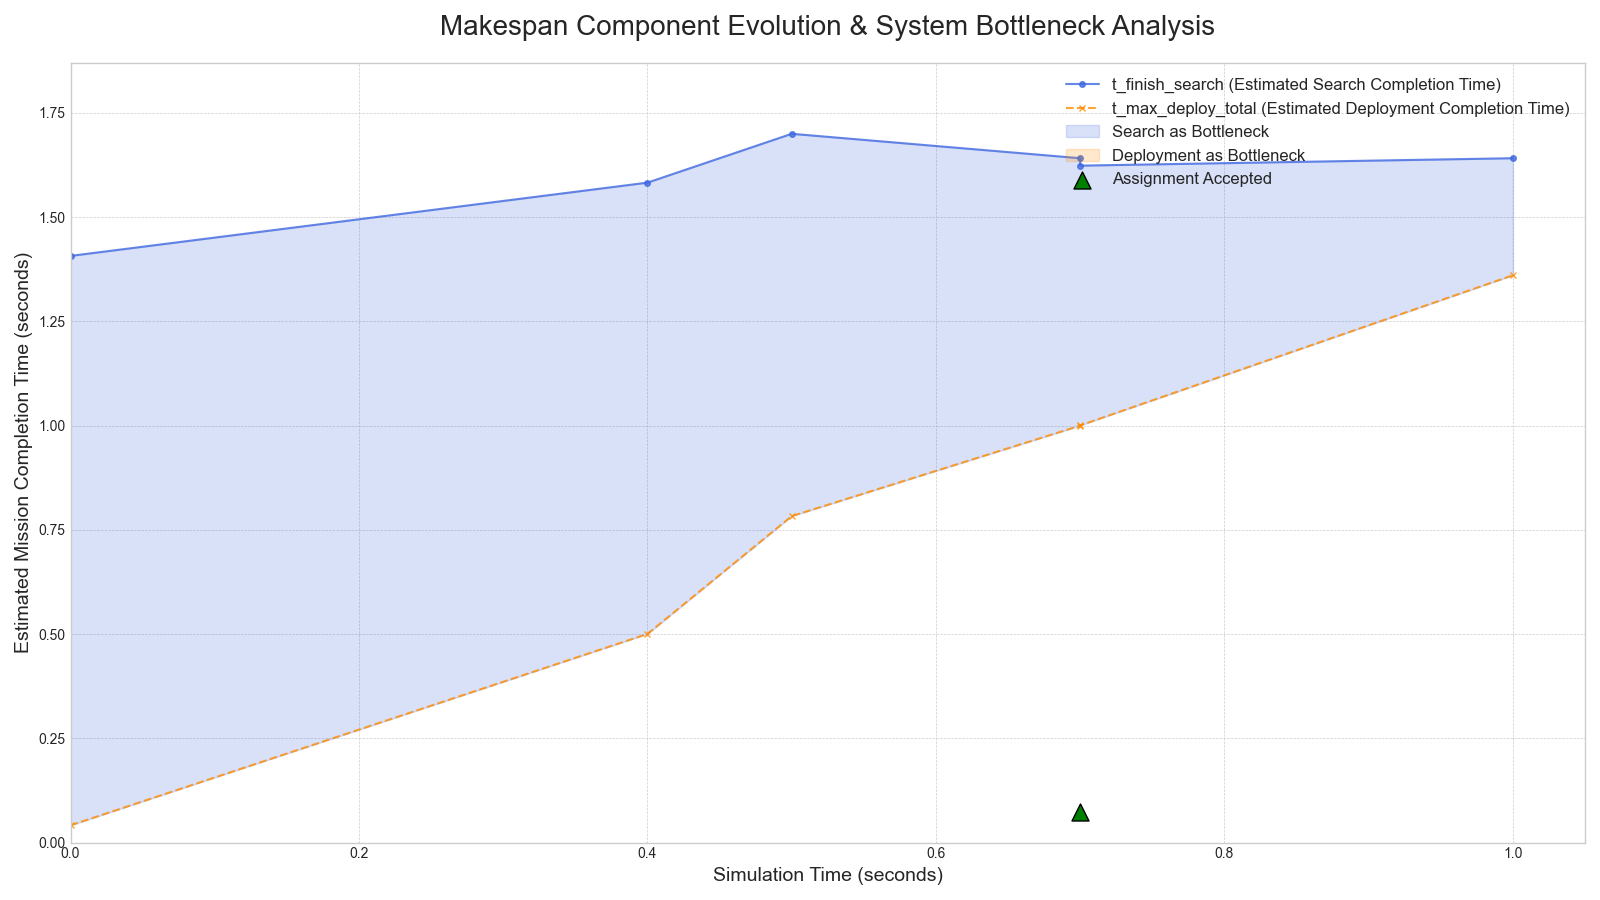 Makespan Component Evolution & System Bottleneck Analysis
t_finish_search (Estimated Search Completion Time)
t_max_deploy_total (Estimated Deployment Completion Time)
Search as Bottleneck
Deployment as Bottleneck
Assignment Accepted
Estimated Mission Completion Time (seconds)
1.75
1.50
1.25
1.00
0.75
0.50
0.25
0.00
0.0 0.2 0.4 0.6 0.8 1.0
Simulation Time (seconds)